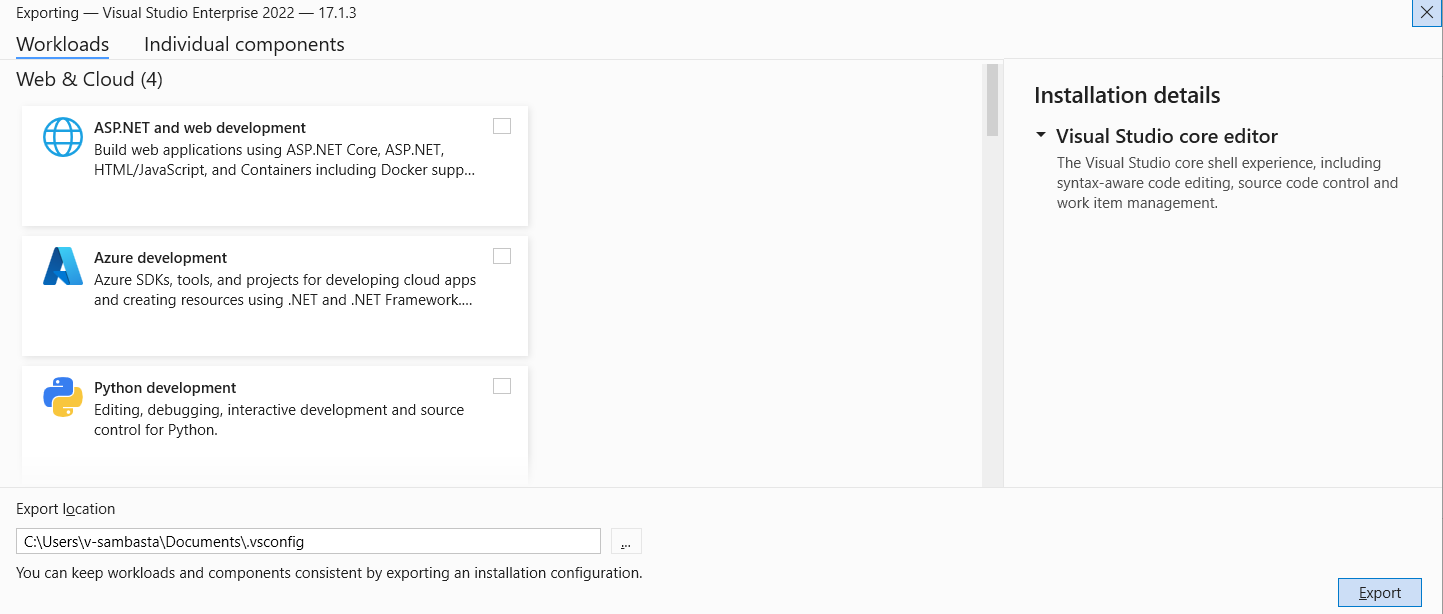 Exporting — Visual Studio Enterprise 2022 — 17.1.3
Workloads Individual components
Web & Cloud (4)
ASP.NET and web development
Build web applications using ASP.NET Core, ASP.NET,
HTML/JavaScript, and Containers including Docker supp...
Azure development
Azure SDKs, tools, and projects for developing cloud apps
and creating resources using .NET and .NET Framework....
Python development
Editing, debugging, interactive development and source
control for Python.
Installation details
Visual Studio core editor
The Visual Studio core shell experience, including
syntax-aware code editing, source code control and
work item management.
Export location
C:\Users\v-sambasta\Documents\.vsconfig
...
You can keep workloads and components consistent by exporting an installation configuration.
Export